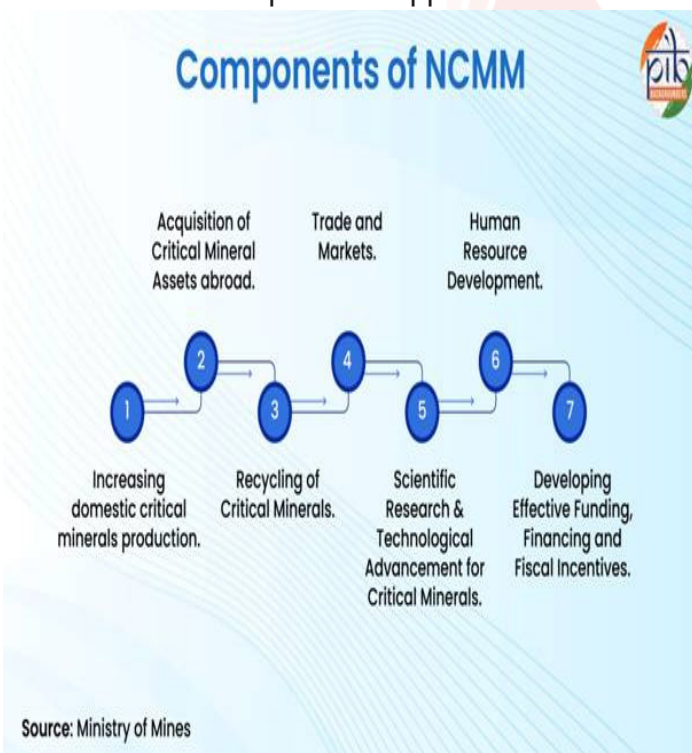 Components of NCMM
pib
BACKGROUNDERS
Acquisition of
Critical Mineral
Assets abroad.
Trade and
Markets.
Human
Resource
Development.
2
4
6
1
3
5
7
Increasing
domestic critical
minerals production.
Recycling of
Critical Minerals.
Scientific
Research &
Technological
Advancement for
Critical Minerals.
Developing
Effective Funding,
Financing and
Fiscal Incentives.
Source: Ministry of Mines